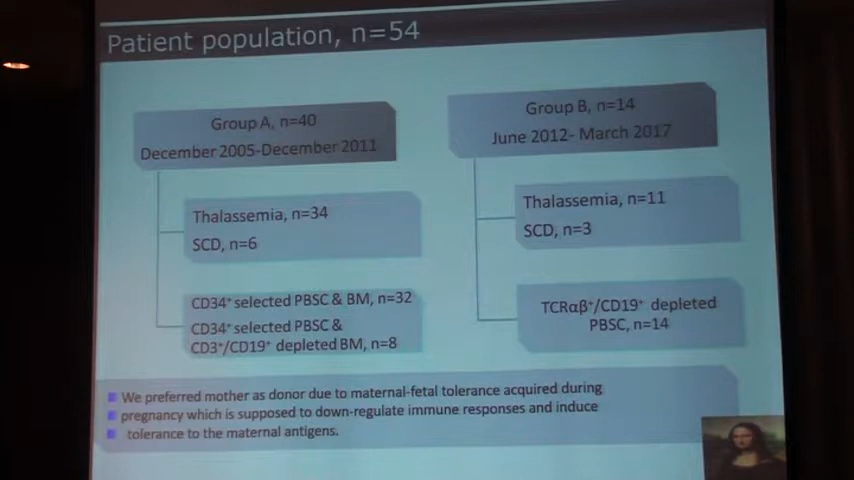 Patient population, n=54
Group A, n=40
December 2005-December 2011
Thalassemia, n=34
SCD, n=6
CD34⁺ selected PBSC & BM, n=32
CD34⁺ selected PBSC &
CD3⁺/CD19⁺ depleted BM, n=8
Group B, n=14
June 2012- March 2017
Thalassemia, n=11
SCD, n=3
TCRαβ⁺/CD19⁺ depleted
PBSC, n=14
We preferred mother as donor due to maternal-fetal tolerance acquired during
pregnancy which is supposed to down-regulate immune responses and induce
tolerance to the maternal antigens.